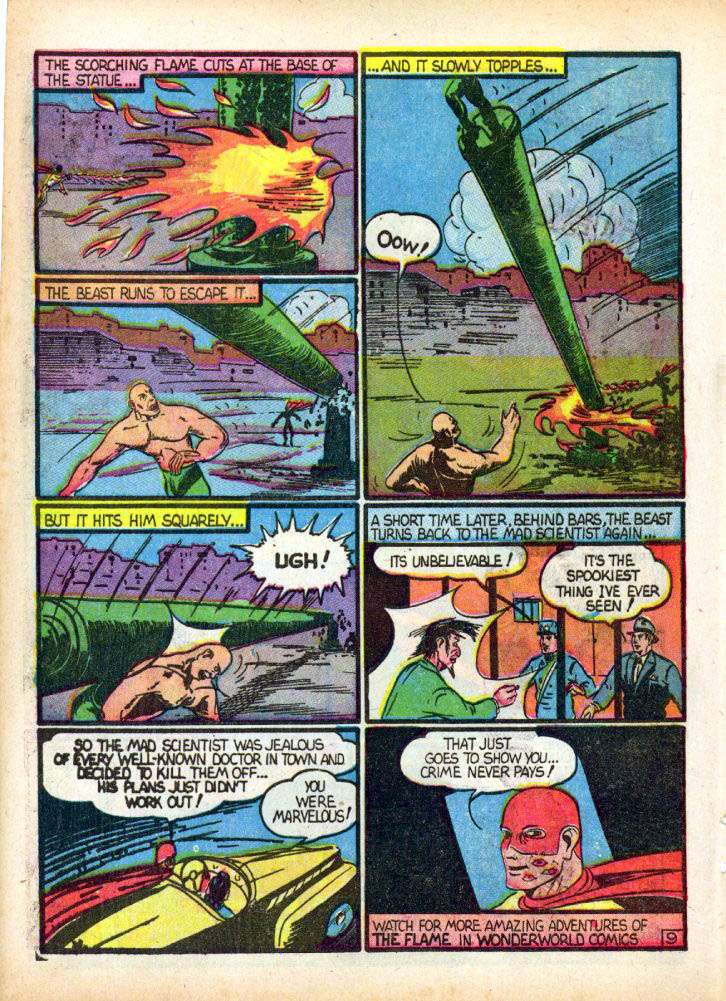 THE SCORCHING FLAME CUTS AT THE BASE OF
THE STATUE...
...AND IT SLOWLY TOPPLES...
OOW!
THE BEAST RUNS TO ESCAPE IT...
BUT IT HITS HIM SQUARELY...
UGH!
A SHORT TIME LATER, BEHIND BARS, THE BEAST
TURNS BACK TO THE MAD SCIENTIST AGAIN...
ITS UNBELIEVABLE!
IT'S THE
SPOOKIEST
THING IVE EVER
SEEN!
SO THE MAD SCIENTIST WAS JEALOUS
OF EVERY WELL-KNOWN DOCTOR IN TOWN AND
DECIDED TO KILL THEM OFF...
HIS PLANS JUST DIDN'T
WORK OUT!
YOU
WERE
MARVELOUS!
THAT JUST
GOES TO SHOW YOU...
CRIME NEVER PAYS!
WATCH FOR MORE AMAZING ADVENTURES OF
THE FLAME IN WONDERWORLD COMICS
9